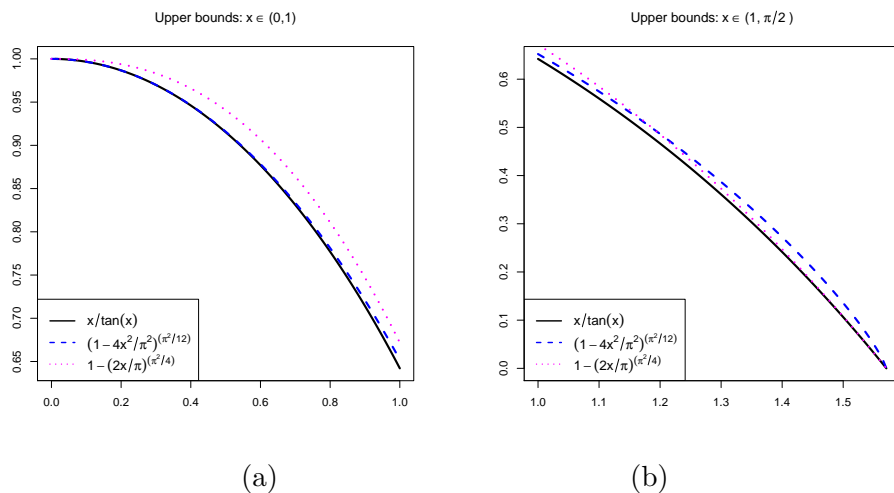 Upper bounds: x ∈ (0,1)
1.00
0.95
0.90
0.85
0.80
0.75
0.70
0.65
x/tan(x)
(1 − 4x²/π²)^(π²/12)
1 − (2x/π)^(π²/4)
0.0 0.2 0.4 0.6 0.8 1.0
(a)
Upper bounds: x ∈ (1, π/2 )
0.6
0.5
0.4
0.3
0.2
0.1
0.0
x/tan(x)
(1 − 4x²/π²)^(π²/12)
1 − (2x/π)^(π²/4)
1.0 1.1 1.2 1.3 1.4 1.5
(b)